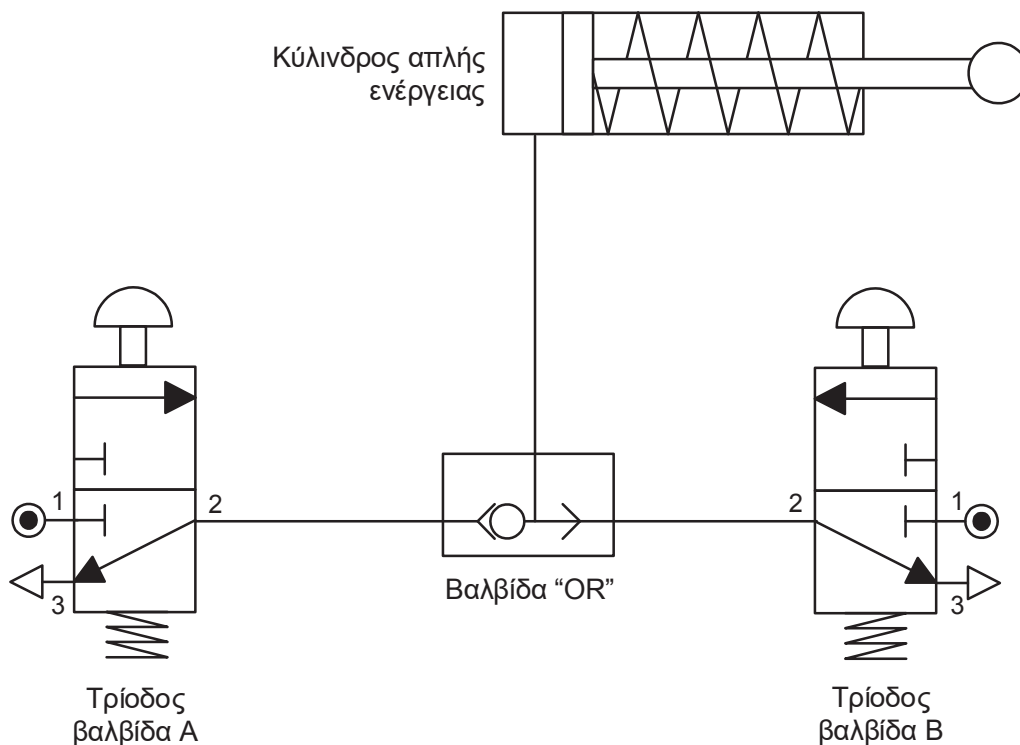 Κύλινδρος απλής
ενέργειας
1
2
3
Βαλβίδα “OR”
2
1
3
Τρίοδος
βαλβίδα Α
Τρίοδος
βαλβίδα Β